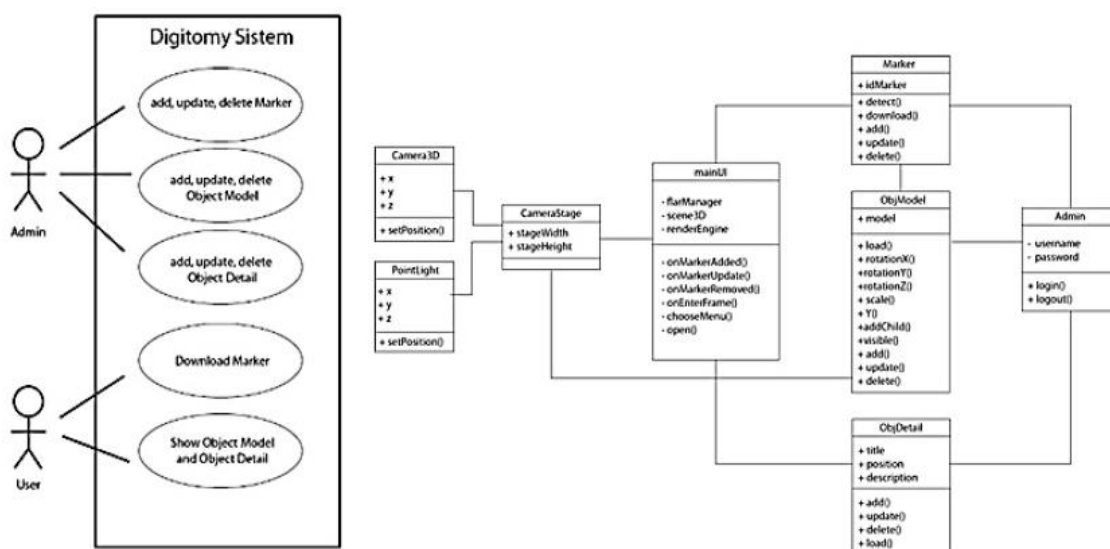 Digitomy Sistem
add, update, delete Marker
add, update, delete
Object Model
add, update, delete
Object Detail
Download Marker
Show Object Model
and Object Detail
Admin
User
Camera3D
+ x
+ y
+ z
+ setPosition()
PointLight
+ x
+ y
+ z
+ setPosition()
CameraStage
+ stageWidth
+ stageHeight
mainUI
- flarManager
- scene3D
- renderEngine
- onMarkerAdded()
- onMarkerUpdate()
- onMarkerRemoved()
- onEnterFrame()
- chooseMenu()
- open()
Marker
+ idMarker
+ detect()
+ download()
+ add()
+ update()
+ delete()
ObjModel
+ model
+ load()
+ rotationX()
+rotationY()
+rotationZ()
+ scale()
+ Y()
+addChild()
+visible()
+ add()
+ update()
+ delete()
ObjDetail
+ title
+ position
+ description
+ add()
+ update()
+ delete()
+ load()
Admin
- username
- password
+ login()
+ logout()